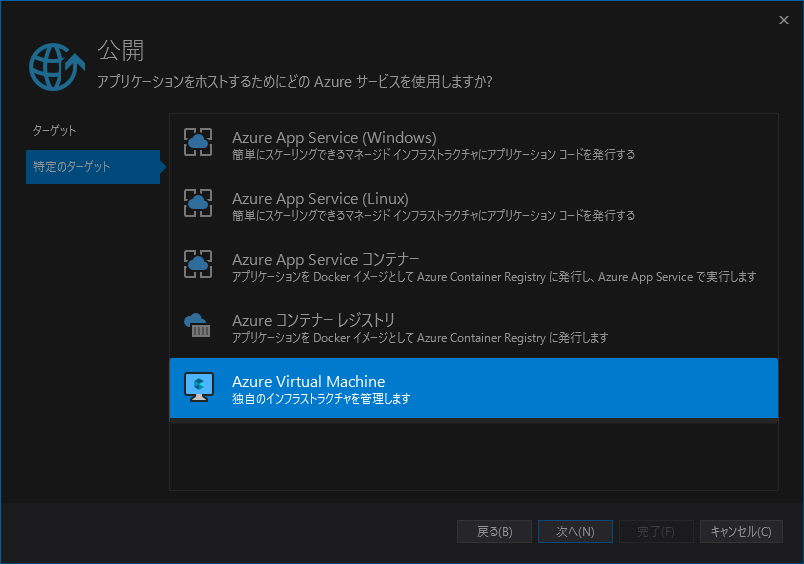 公開
アプリケーションをホストするためにどの Azure サービスを使用しますか?
ターゲット
特定のターゲット
Azure App Service (Windows)
簡単にスケーリングできるマネージド インフラストラクチャにアプリケーション コードを発行する
Azure App Service (Linux)
簡単にスケーリングできるマネージド インフラストラクチャにアプリケーション コードを発行する
Azure App Service コンテナー
アプリケーションを Docker イメージとして Azure Container Registry に発行し、Azure App Service で実行します
Azure コンテナー レジストリ
アプリケーションを Docker イメージとして Azure Container Registry に発行します
Azure Virtual Machine
独自のインフラストラクチャを管理します
戻る(B)
次へ(N)
完了(F)
キャンセル(C)